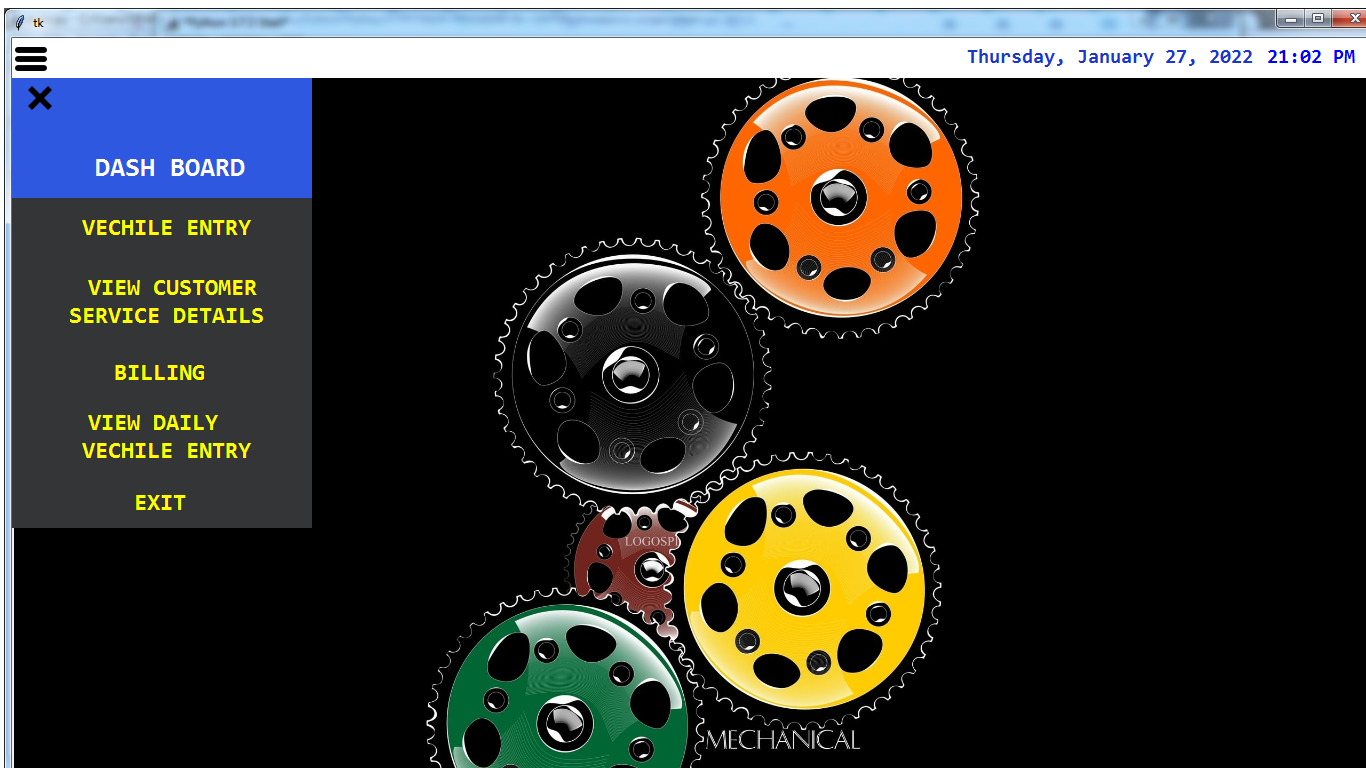 tk
Thursday, January 27, 2022 21:02 PM
DASH BOARD
VECHILE ENTRY
VIEW CUSTOMER
SERVICE DETAILS
BILLING
VIEW DAILY
VECHILE ENTRY
EXIT
MECHANICAL